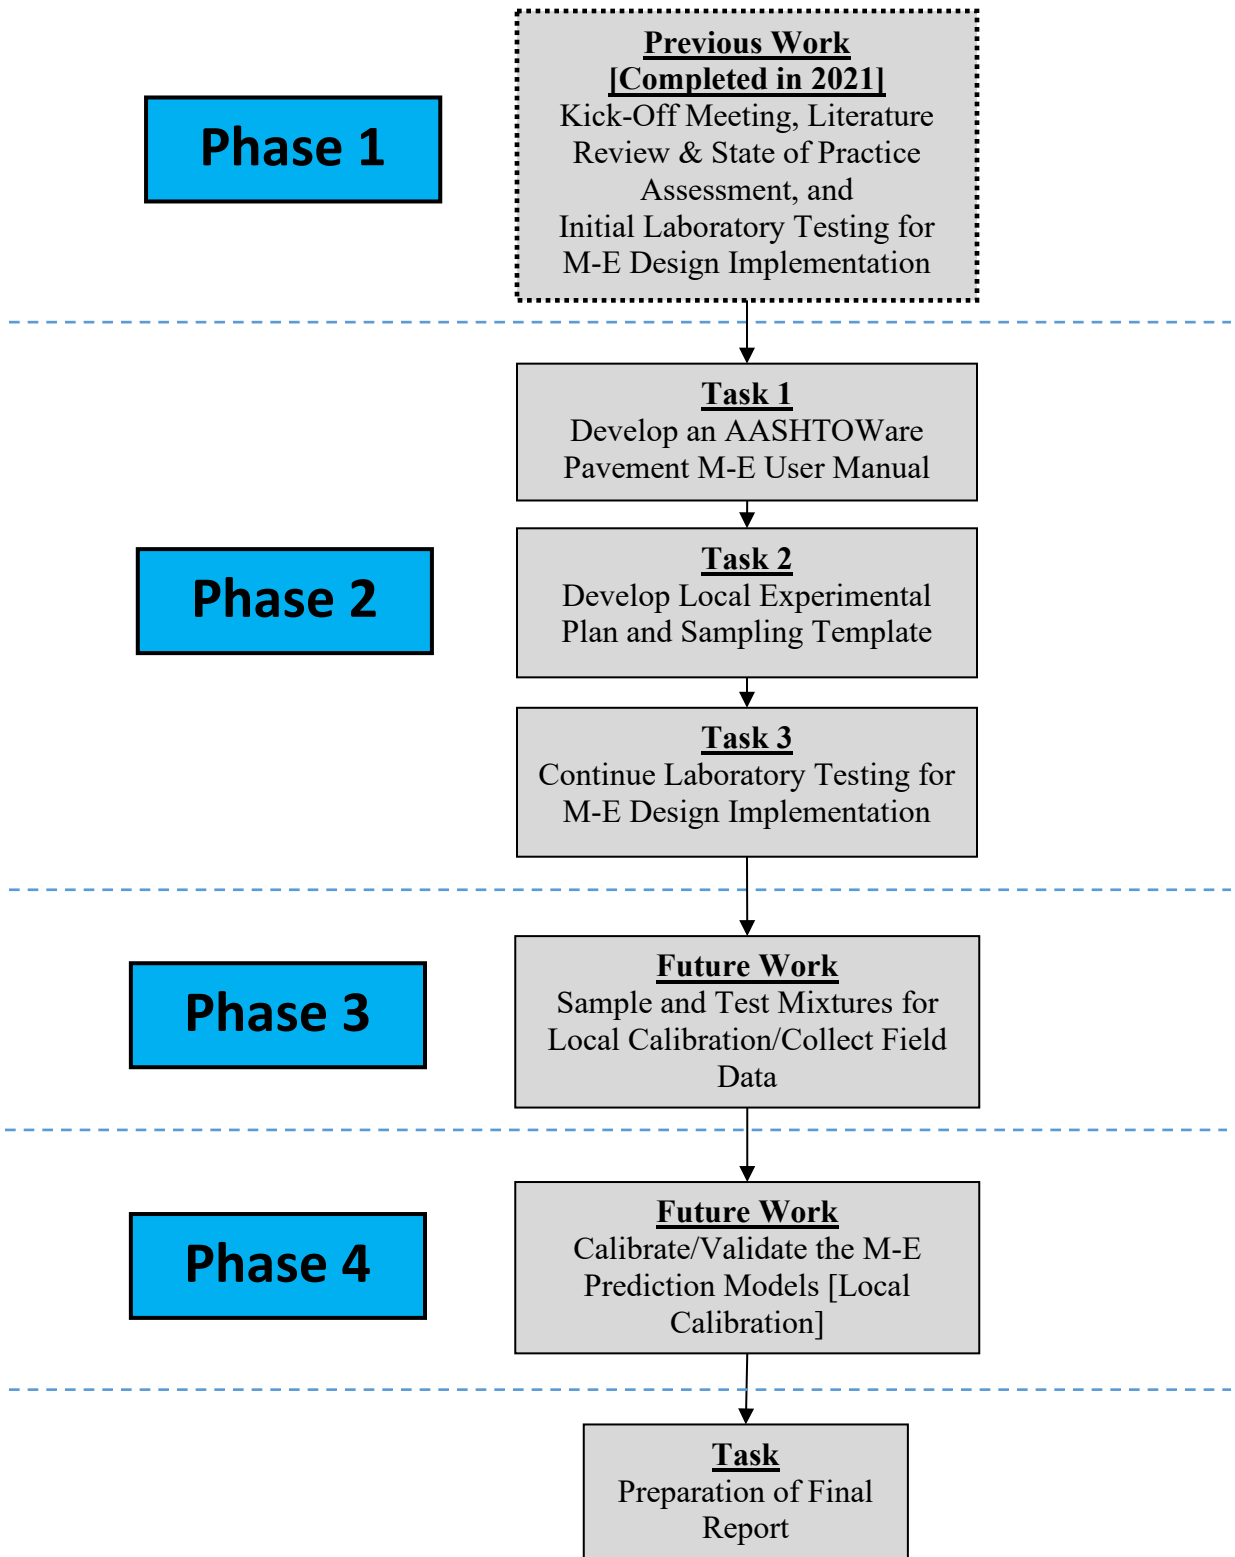 Phase 1
Previous Work
[Completed in 2021]
Kick-Off Meeting, Literature
Review & State of Practice
Assessment, and
Initial Laboratory Testing for
M-E Design Implementation
Phase 2
Task 1
Develop an AASHTOWare
Pavement M-E User Manual
Task 2
Develop Local Experimental
Plan and Sampling Template
Task 3
Continue Laboratory Testing for
M-E Design Implementation
Phase 3
Future Work
Sample and Test Mixtures for
Local Calibration/Collect Field
Data
Phase 4
Future Work
Calibrate/Validate the M-E
Prediction Models [Local
Calibration]
Task
Preparation of Final
Report